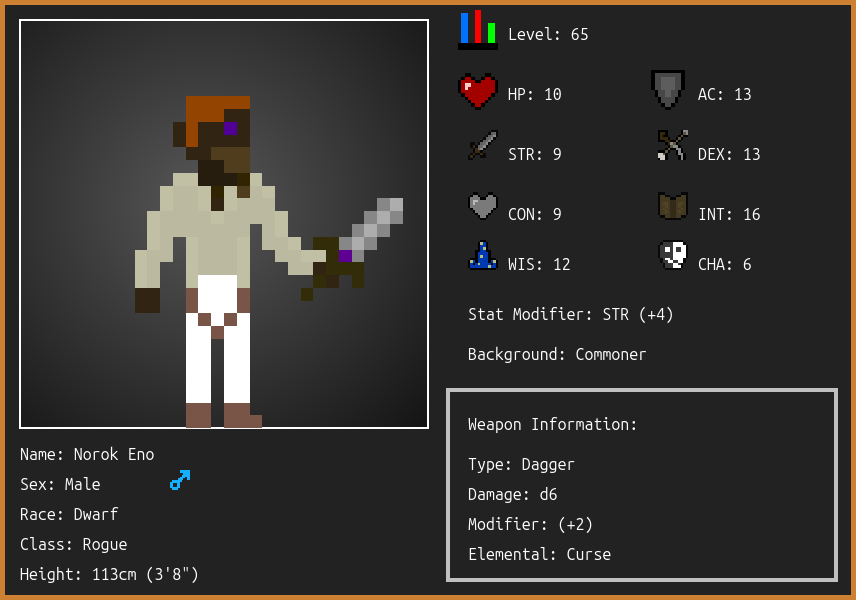 Level: 65
HP: 10
AC: 13
STR: 9
DEX: 13
CON: 9
INT: 16
WIS: 12
CHA: 6
Stat Modifier: STR (+4)
Background: Commoner
Weapon Information:
Type: Dagger
Damage: d6
Modifier: (+2)
Elemental: Curse
Name: Norok Eno
Sex: Male
Race: Dwarf
Class: Rogue
Height: 113cm (3'8")